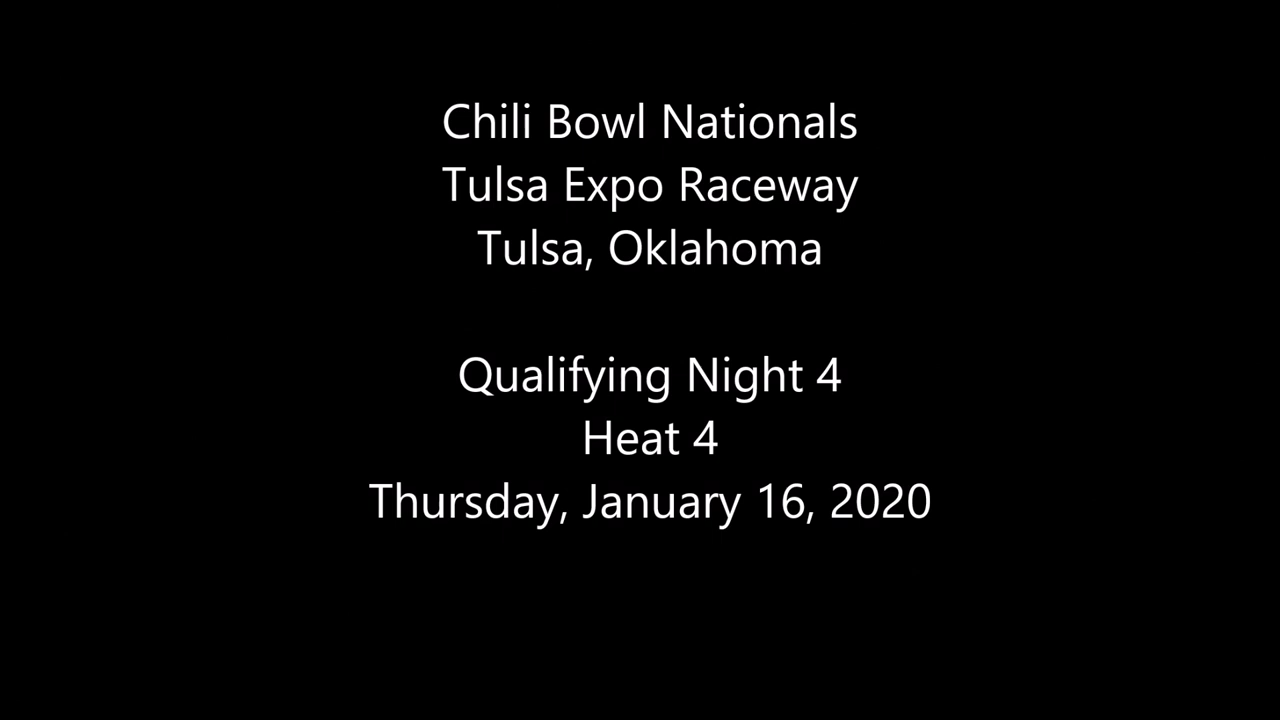 Chili Bowl Nationals
Tulsa Expo Raceway
Tulsa, Oklahoma
Qualifying Night 4
Heat 4
Thursday, January 16, 2020